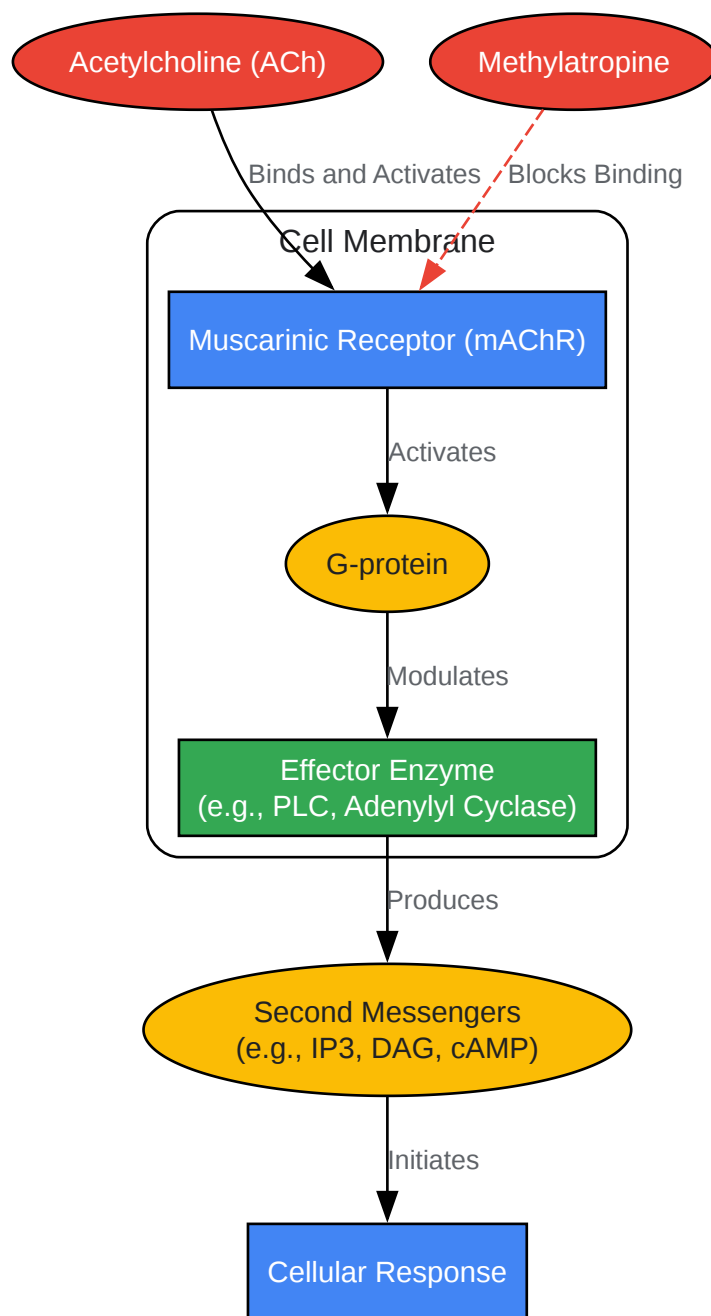 Acetylcholine (ACh)
Methylatropine
Binds and Activates
Blocks Binding
Cell Membrane
Muscarinic Receptor (mAChR)
Activates
G-protein
Modulates
Effector Enzyme
(e.g., PLC, Adenylyl Cyclase)
Produces
Second Messengers
(e.g., IP3, DAG, cAMP)
Initiates
Cellular Response